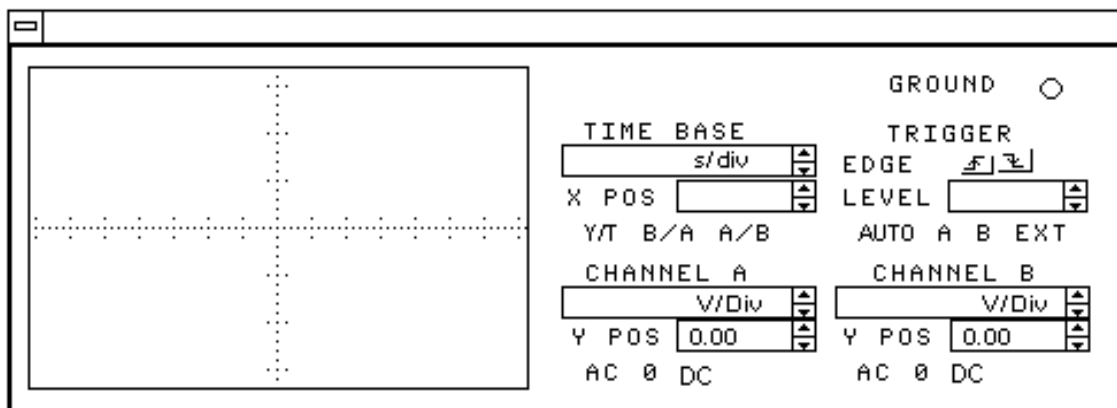 GROUND
TIME BASE
TRIGGER
s/div
EDGE
X POS
LEVEL
Y/T B/A A/B
AUTO A B EXT
CHANNEL A
CHANNEL B
V/Div
V/Div
Y POS 0.00
Y POS 0.00
AC 0 DC
AC 0 DC